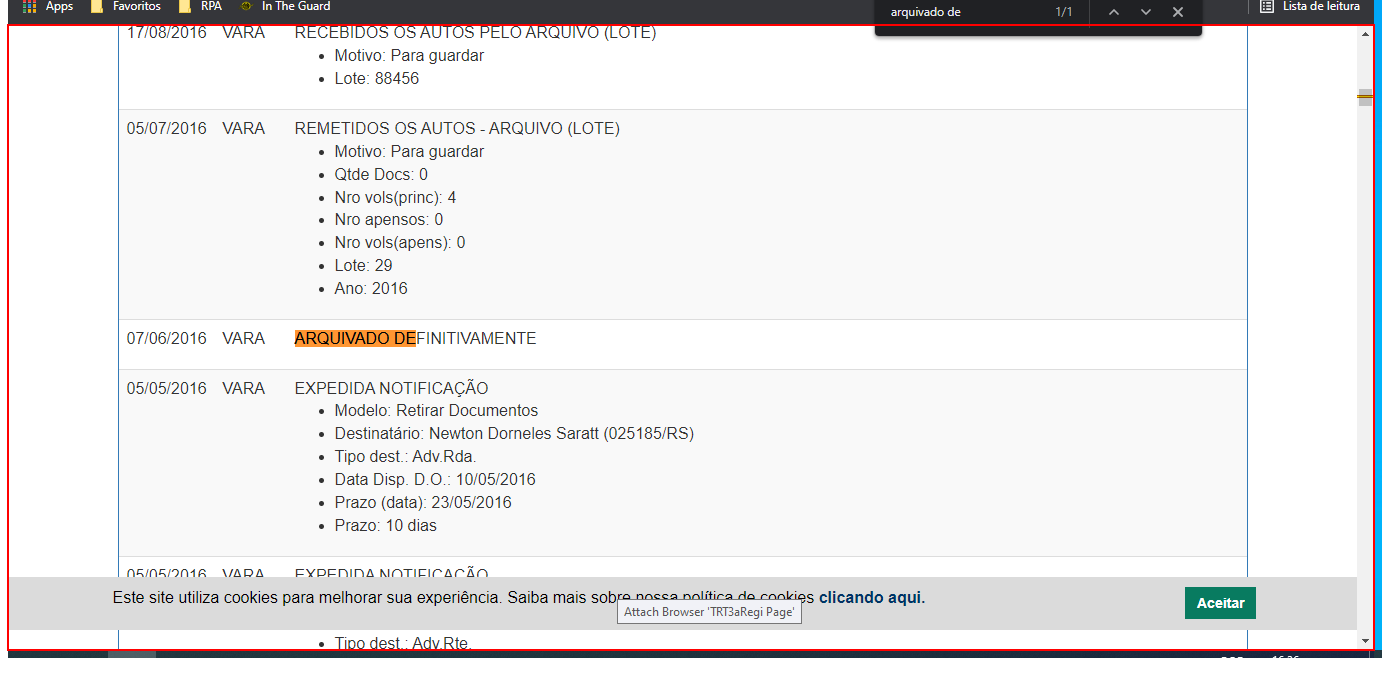 Apps Favoritos RPA In The Guard arquivado de 1/1 Lista de leitura
17/08/2016 VARA RECEBIDOS OS AUTOS PELO ARQUIVO (LOTE)
Motivo: Para guardar
Lote: 88456
05/07/2016 VARA REMETIDOS OS AUTOS - ARQUIVO (LOTE)
Motivo: Para guardar
Qtde Docs: 0
Nro vols(princ): 4
Nro apensos: 0
Nro vols(apens): 0
Lote: 29
Ano: 2016
07/06/2016 VARA ARQUIVADO DEFINITIVAMENTE
05/05/2016 VARA EXPEDIDA NOTIFICAÇÃO
Modelo: Retirar Documentos
Destinatário: Newton Dorneles Saratt (025185/RS)
Tipo dest.: Adv.Rda.
Data Disp. D.O.: 10/05/2016
Prazo (data): 23/05/2016
Prazo: 10 dias
05/05/2016 VARA EXPEDIDA NOTIFICAÇÃO
Este site utiliza cookies para melhorar sua experiência. Saiba mais sobre nossa política de cookies clicando aqui.
Aceitar
Attach Browser 'TRT3aRegi Page'
Tipo dest.: Adv.Rte.